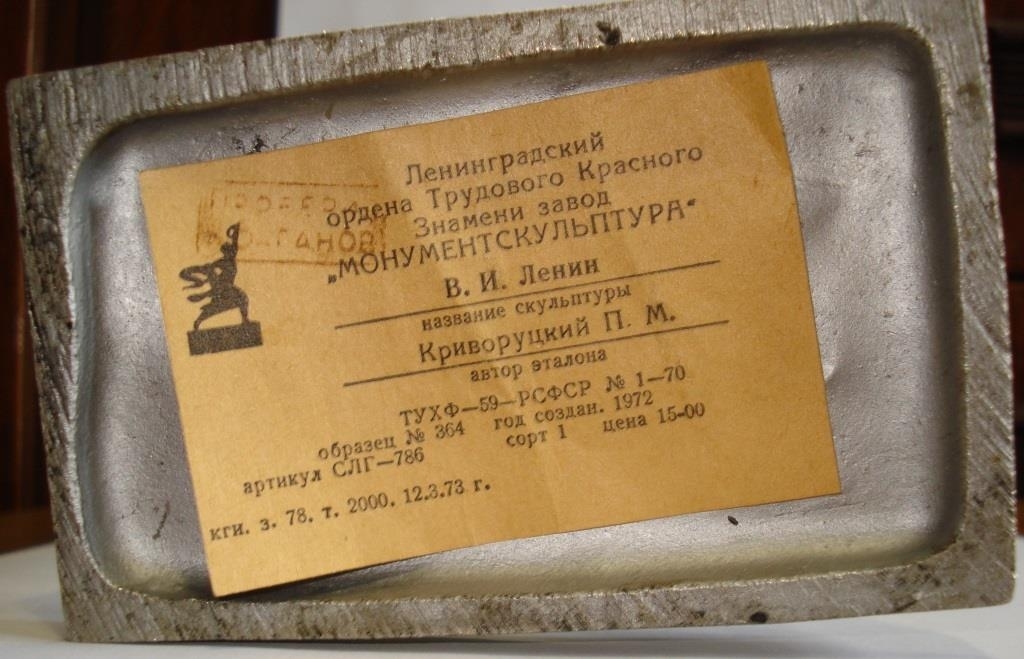 Ленинградский
ордена Трудового Красного
Знамени завод
„МОНУМЕНТСКУЛЬПТУРА“
В. И. Ленин
название скульптуры
Криворуцкий П. М.
автор эталона
ТУХФ—59—РСФСР № 1—70
образец № 364 год создан. 1972
артикул СЛГ—786 сорт 1 цена 15-00
кги. з. 78. т. 2000. 12.3.73 г.